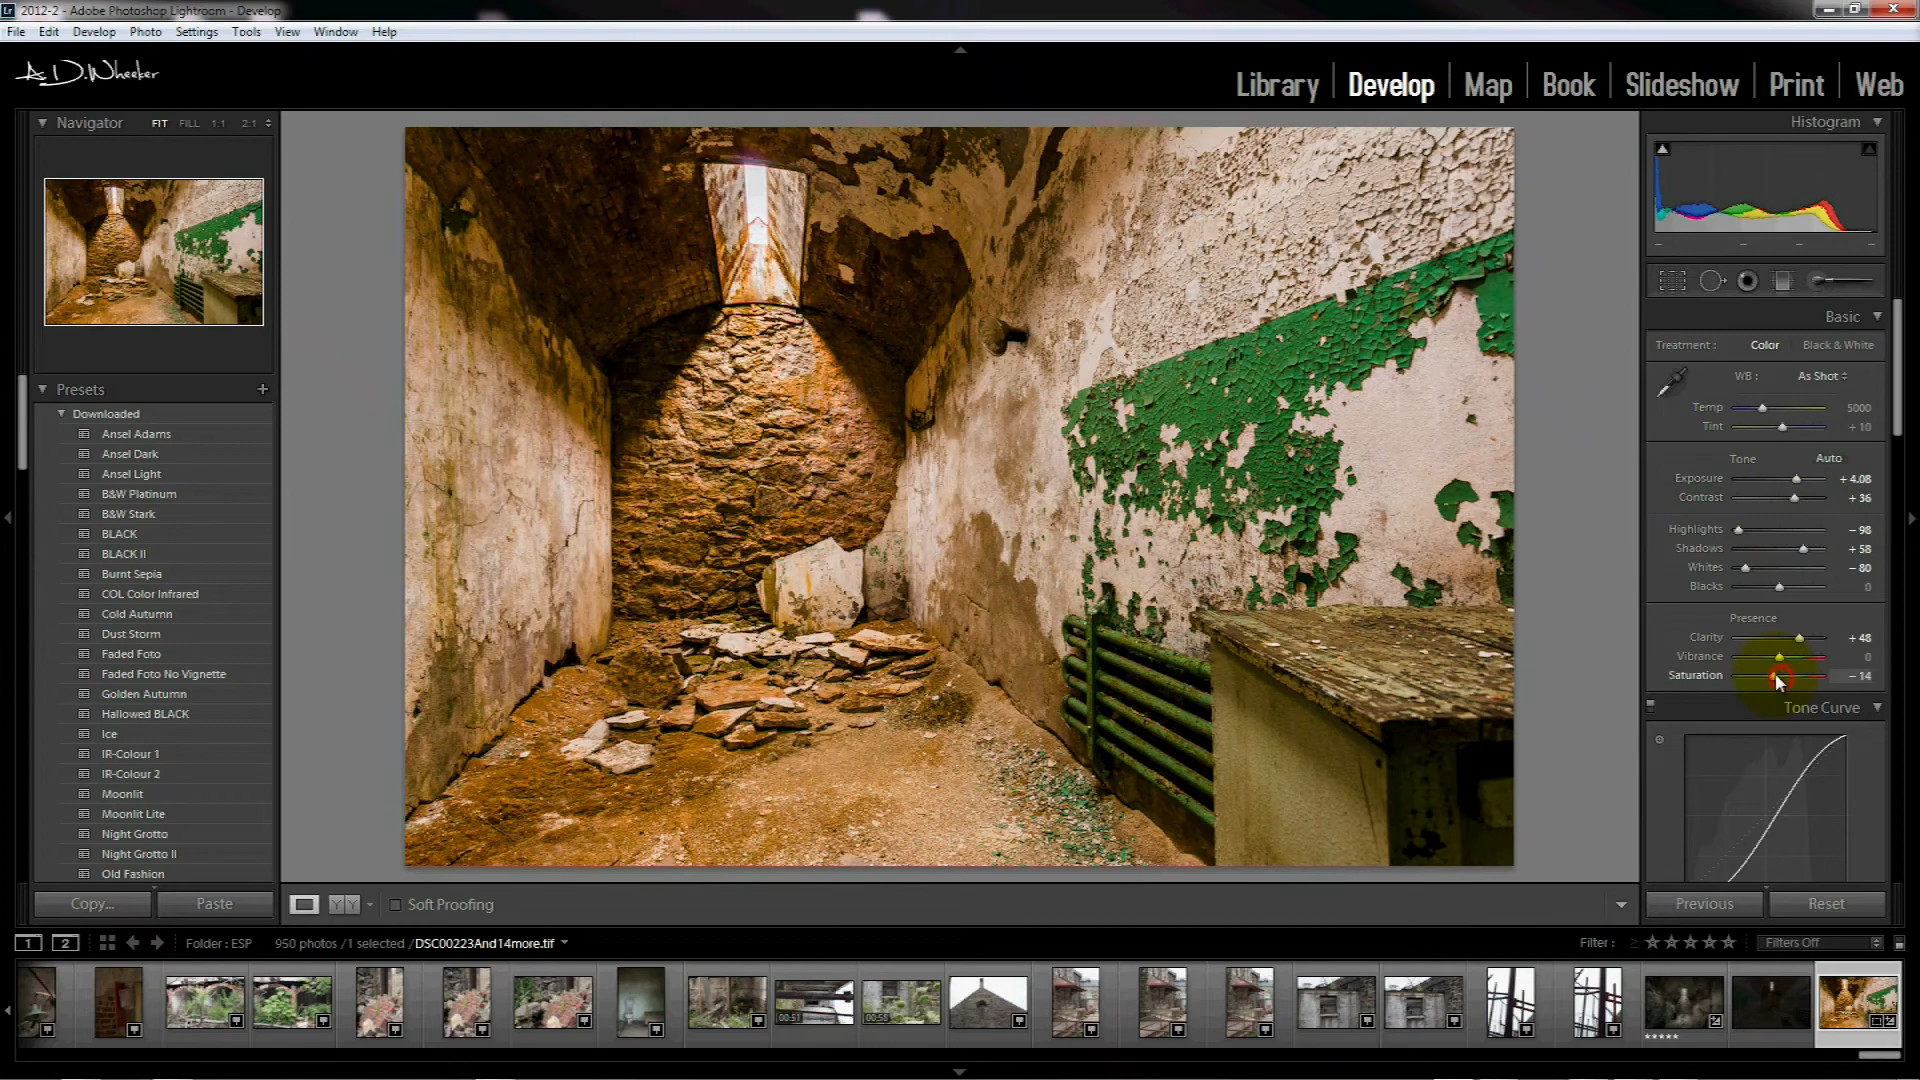 2012-2 - Adobe Photoshop Lightroom - Develop
File Edit Develop Photo Settings Tools View Window Help
A.D.Wheeler
Library Develop Map Book Slideshow Print Web
Navigator FIT FILL 1:1 2:1
Presets +
Downloaded
Ansel Adams
Ansel Dark
Ansel Light
B&W Platinum
B&W Stark
BLACK
BLACK II
Burnt Sepia
COL Color Infrared
Cold Autumn
Dust Storm
Faded Foto
Faded Foto No Vignette
Golden Autumn
Hallowed BLACK
Ice
IR-Colour 1
IR-Colour 2
Moonlit
Moonlit Lite
Night Grotto
Night Grotto II
Old Fashion
Copy... Paste
Histogram
Basic
Treatment : Color Black & White
WB : As Shot
Temp 5000
Tint + 10
Tone Auto
Exposure + 4.08
Contrast + 36
Highlights - 98
Shadows + 58
Whites - 80
Blacks 0
Presence
Clarity + 48
Vibrance 0
Saturation - 14
Tone Curve
Previous Reset
Soft Proofing
1 2 Folder : ESP 950 photos /1 selected /DSC00223And14more.tif
Filter : ≥ ★★★★★ Filters Off
00:51
00:58